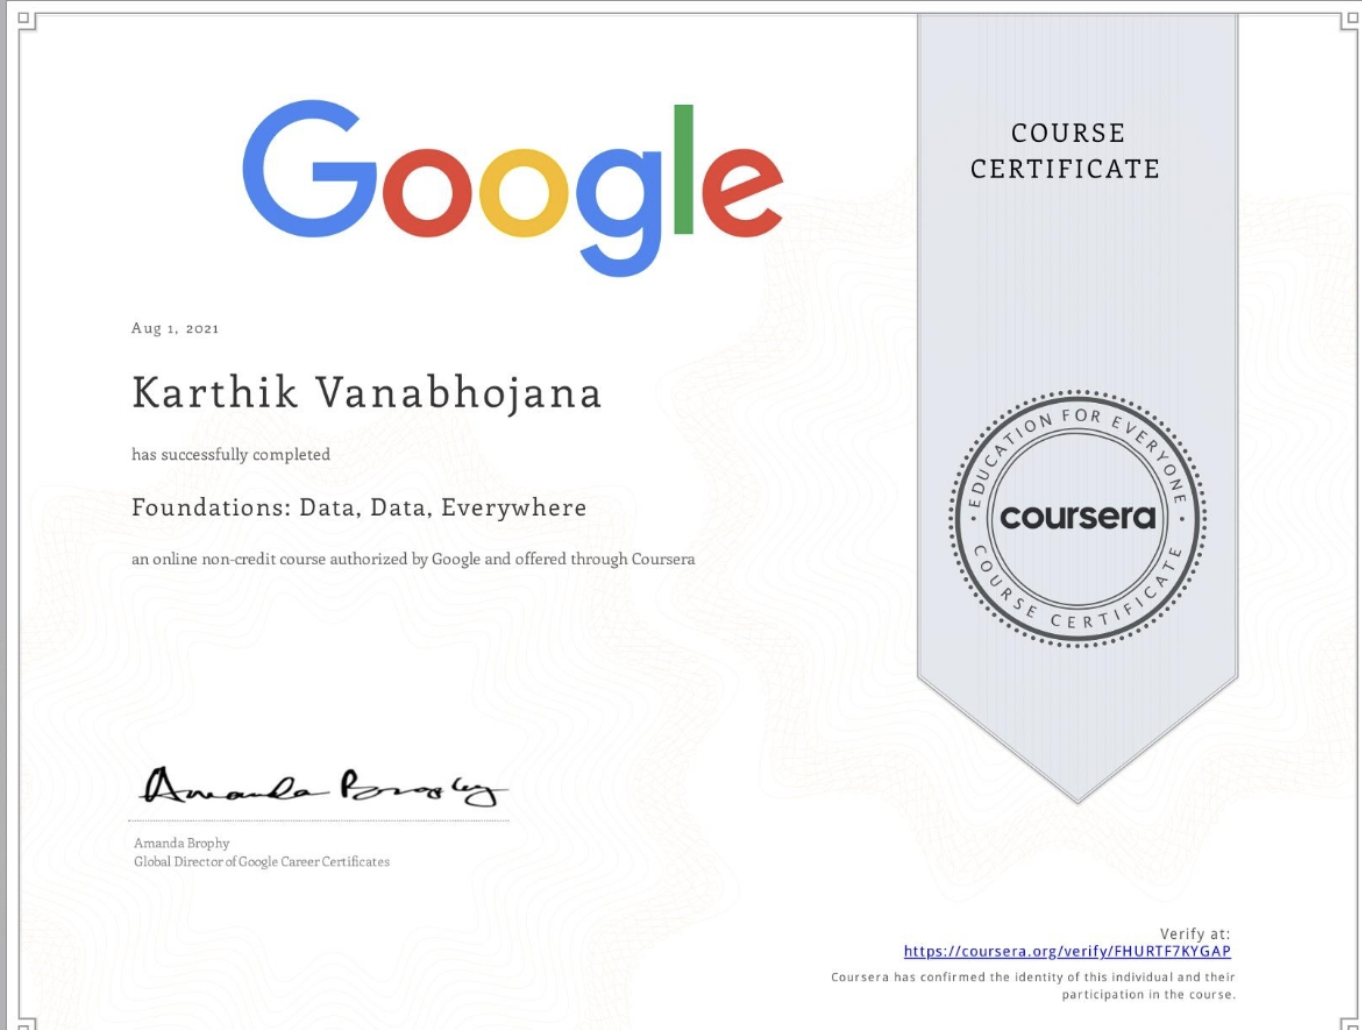 Google
COURSE
CERTIFICATE
Aug 1, 2021
Karthik Vanabhojana
has successfully completed
Foundations: Data, Data, Everywhere
an online non-credit course authorized by Google and offered through Coursera
EDUCATION FOR EVERYONE
coursera
COURSE CERTIFICATE
Amanda Brophy
Amanda Brophy
Global Director of Google Career Certificates
Verify at:
https://coursera.org/verify/FHURTF7KYGAP
Coursera has confirmed the identity of this individual and their
participation in the course.